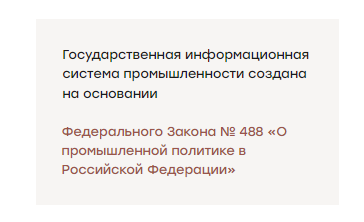 Государственная информационная
система промышленности создана
на основании
Федерального Закона № 488 «О
промышленной политике в
Российской Федерации»